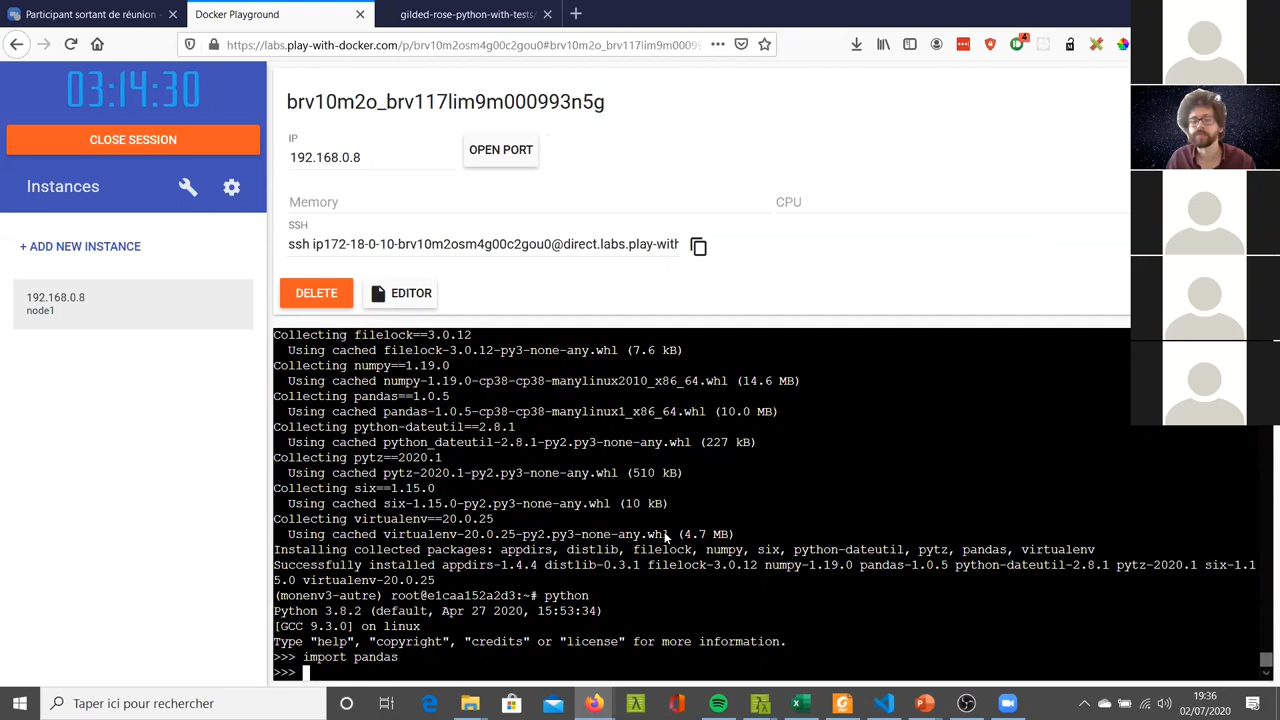 Participant sortant de réunion -
Docker Playground
gilded-rose-python-with-tests/
https://labs.play-with-docker.com/p/brv10m2osm4g00c2gou0#brv10m2o_brv117lim9m000993n5g
4
03:14:30
CLOSE SESSION
Instances
+ ADD NEW INSTANCE
192.168.0.8
node1
brv10m2o_brv117lim9m000993n5g
IP
192.168.0.8
OPEN PORT
Memory
CPU
SSH
ssh ip172-18-0-10-brv10m2osm4g00c2gou0@direct.labs.play-with
DELETE
EDITOR
Collecting filelock==3.0.12
Using cached filelock-3.0.12-py3-none-any.whl (7.6 kB)
Collecting numpy==1.19.0
Using cached numpy-1.19.0-cp38-cp38-manylinux2010_x86_64.whl (14.6 MB)
Collecting pandas==1.0.5
Using cached pandas-1.0.5-cp38-cp38-manylinux1_x86_64.whl (10.0 MB)
Collecting python-dateutil==2.8.1
Using cached python_dateutil-2.8.1-py2.py3-none-any.whl (227 kB)
Collecting pytz==2020.1
Using cached pytz-2020.1-py2.py3-none-any.whl (510 kB)
Collecting six==1.15.0
Using cached six-1.15.0-py2.py3-none-any.whl (10 kB)
Collecting virtualenv==20.0.25
Using cached virtualenv-20.0.25-py2.py3-none-any.whl (4.7 MB)
Installing collected packages: appdirs, distlib, filelock, numpy, six, python-dateutil, pytz, pandas, virtualenv
Successfully installed appdirs-1.4.4 distlib-0.3.1 filelock-3.0.12 numpy-1.19.0 pandas-1.0.5 python-dateutil-2.8.1 pytz-2020.1 six-1.1
5.0 virtualenv-20.0.25
(monenv3-autre) root@e1caa152a2d3:~# python
Python 3.8.2 (default, Apr 27 2020, 15:53:34)
[GCC 9.3.0] on linux
Type "help", "copyright", "credits" or "license" for more information.
>>> import pandas
>>>
Taper ici pour rechercher
19:36
02/07/2020